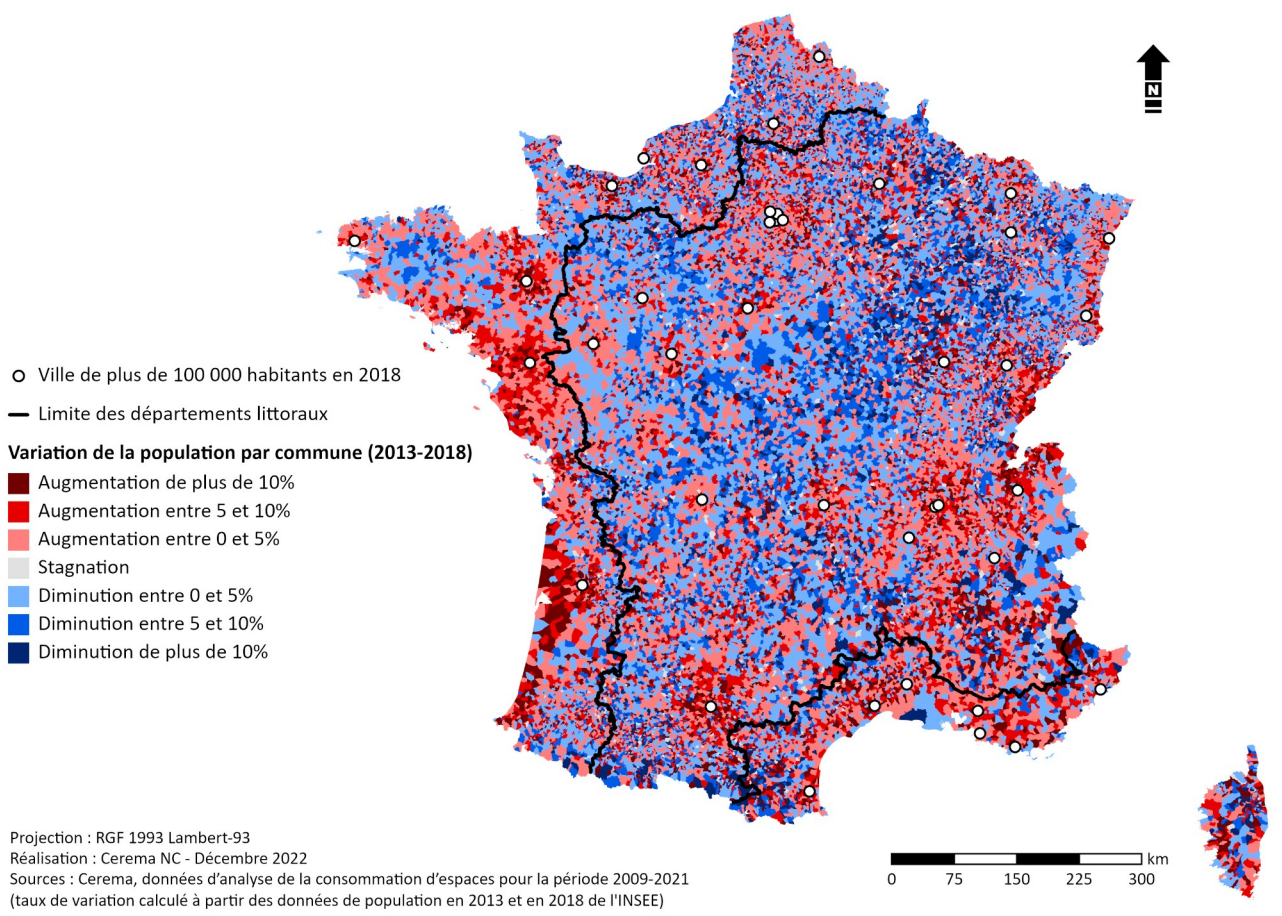 N
Ville de plus de 100 000 habitants en 2018
Limite des départements littoraux
Variation de la population par commune (2013-2018)
Augmentation de plus de 10%
Augmentation entre 5 et 10%
Augmentation entre 0 et 5%
Stagnation
Diminution entre 0 et 5%
Diminution entre 5 et 10%
Diminution de plus de 10%
Projection : RGF 1993 Lambert-93
Réalisation : Cerema NC - Décembre 2022
Sources : Cerema, données d'analyse de la consommation d'espaces pour la période 2009-2021
(taux de variation calculé à partir des données de population en 2013 et en 2018 de l'INSEE)
km
0 75 150 225 300